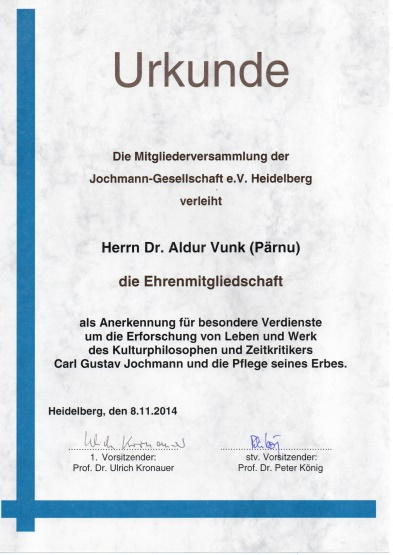 Urkunde
Die Mitgliederversammlung der
Jochmann-Gesellschaft e.V. Heidelberg
verleiht
Herrn Dr. Aldur Vunk (Pärnu)
die Ehrenmitgliedschaft
als Anerkennung für besondere Verdienste
um die Erforschung von Leben und Werk
des Kulturphilosophen und Zeitkritikers
Carl Gustav Jochmann und die Pflege seines Erbes.
Heidelberg, den 8.11.2014
Ulrich Kronauer
1. Vorsitzender: stv. Vorsitzender:
Prof. Dr. Ulrich Kronauer Prof. Dr. Peter König